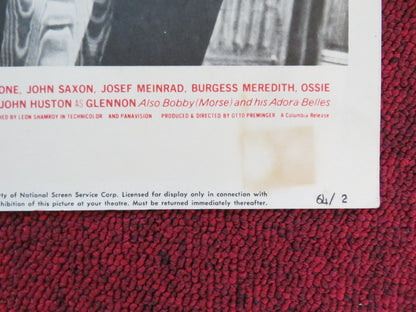 ONE, JOHN SAXON, JOSEF MEINRAD, BURGESS MEREDITH, OSSIE
JOHN HUSTON AS GLENNON Also Bobby (Morse) and his Adora Belles
HED BY LEON SHAMROY IN TECHNICOLOR AND PANAVISION PRODUCED & DIRECTED BY OTTO PREMINGER A Columbia Release
ty of National Screen Service Corp. Licensed for display only in connection with
hibition of this picture at your theatre. Must be returned immediately thereafter.
64/2